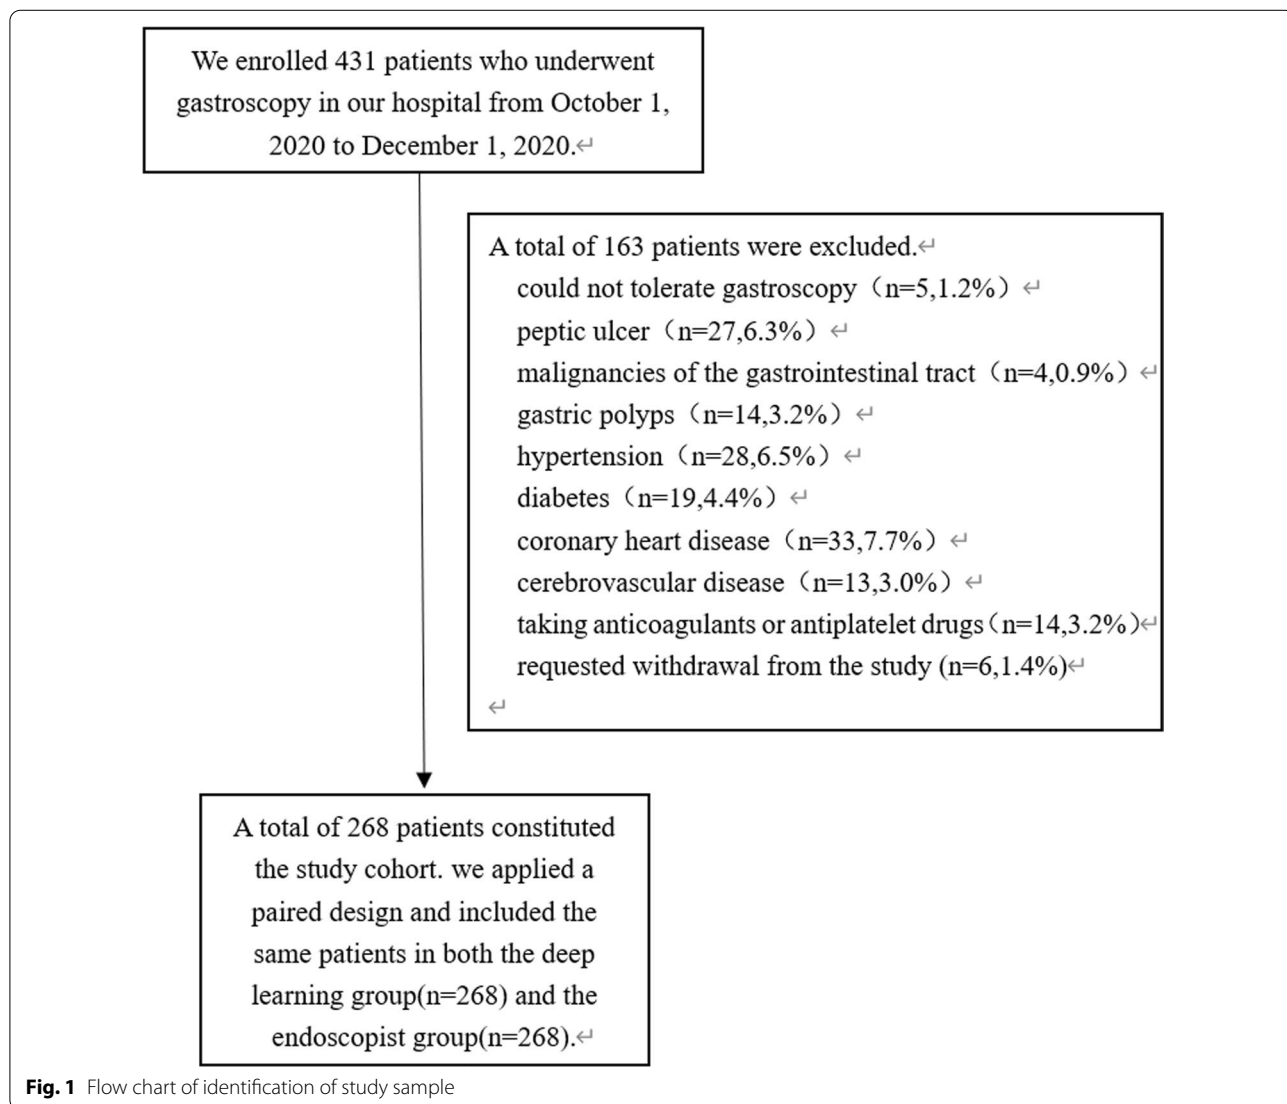 We enrolled 431 patients who underwent
gastroscopy in our hospital from October 1,
2020 to December 1, 2020.↵
A total of 163 patients were excluded.↵
could not tolerate gastroscopy（n=5,1.2%）↵
peptic ulcer（n=27,6.3%）↵
malignancies of the gastrointestinal tract（n=4,0.9%）↵
gastric polyps（n=14,3.2%）↵
hypertension（n=28,6.5%）↵
diabetes（n=19,4.4%）↵
coronary heart disease（n=33,7.7%）↵
cerebrovascular disease（n=13,3.0%）↵
taking anticoagulants or antiplatelet drugs（n=14,3.2%）↵
requested withdrawal from the study (n=6,1.4%)↵
↵
A total of 268 patients constituted
the study cohort. we applied a
paired design and included the
same patients in both the deep
learning group(n=268) and the
endoscopist group(n=268).↵
Fig. 1 Flow chart of identification of study sample